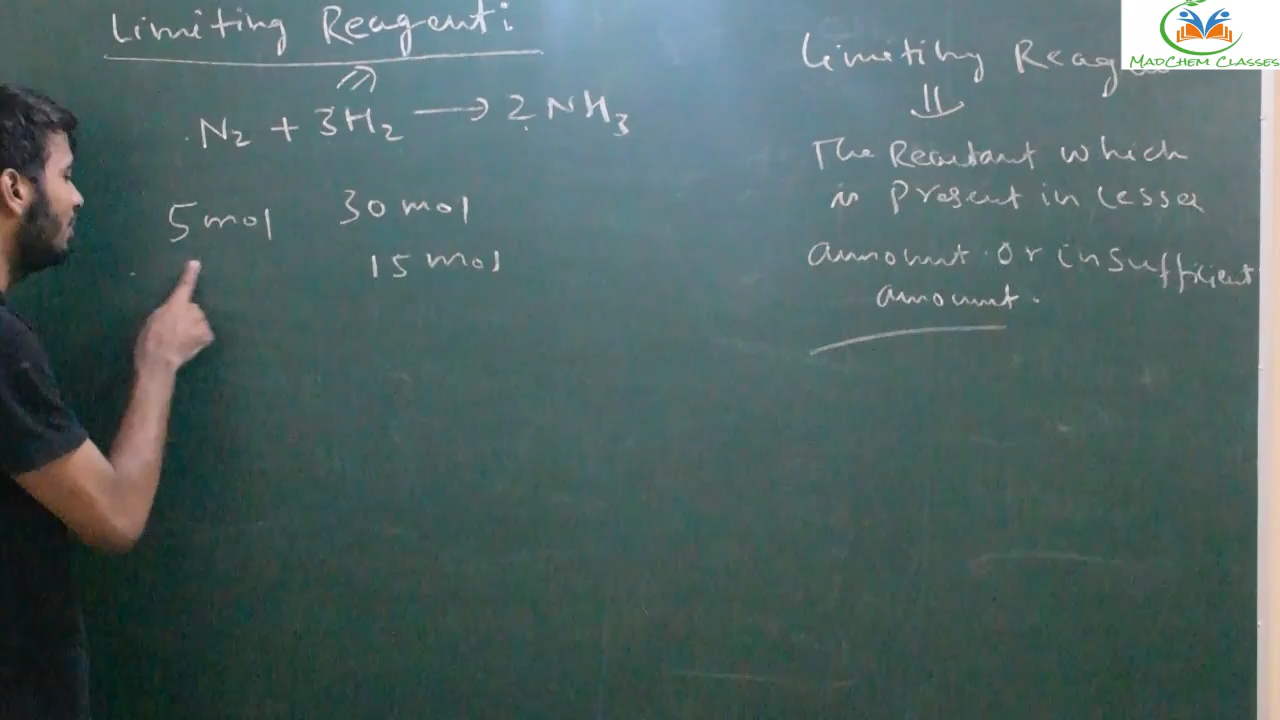 Limiting Reagent:
N2 + 3H2 → 2NH3
5 mol 30 mol
15 mol
Limiting
The Reactant which
is Present in lesser
amount or insufficient
amount.
MADCHEM CLASSES